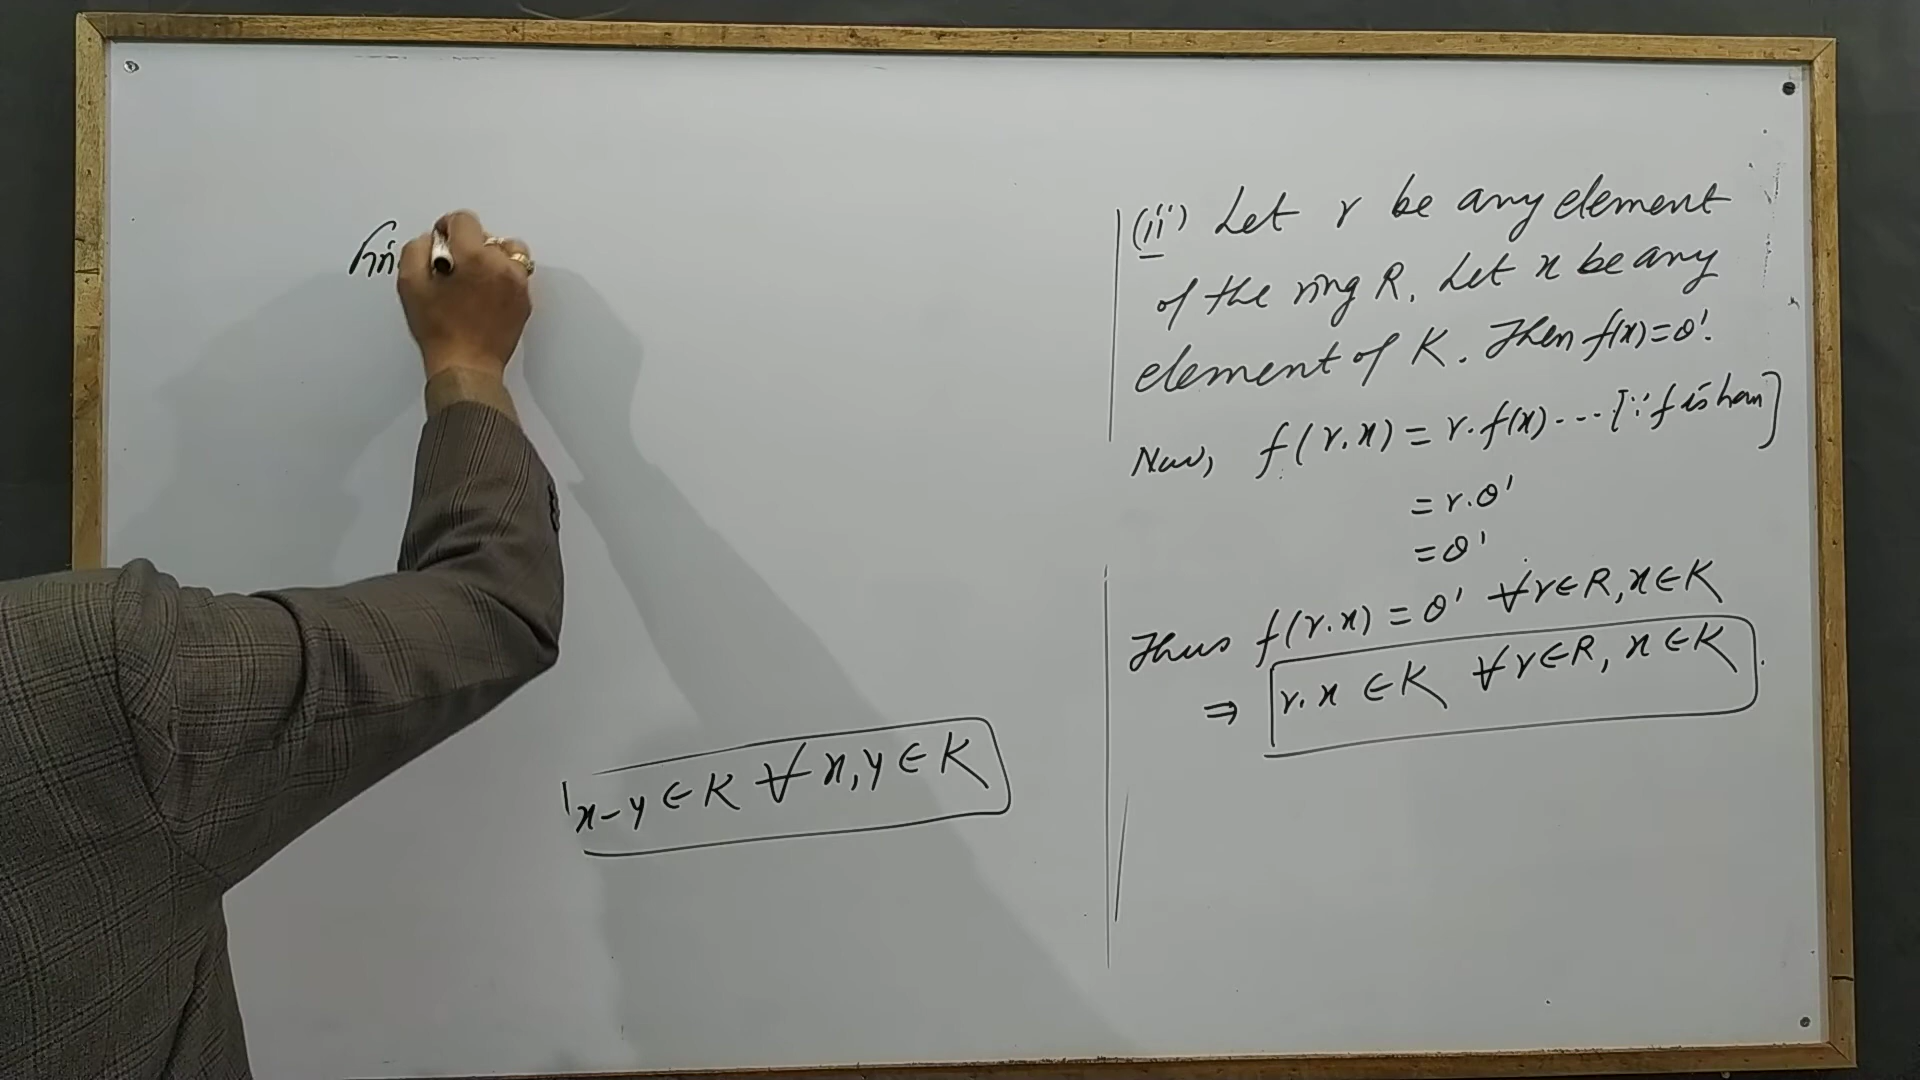 x-y ∈ K ∀ x,y ∈ K
(ii) Let r be any element
of the ring R. Let x be any
element of K. Then f(x)=0'.
Now, f(r.x) = r.f(x)---[∵ f is hom]
= r.0'
= 0'
Thus f(r.x) = 0' ∀ r∈R, x∈K
⇒ r.x ∈ K ∀ r∈R, x∈K